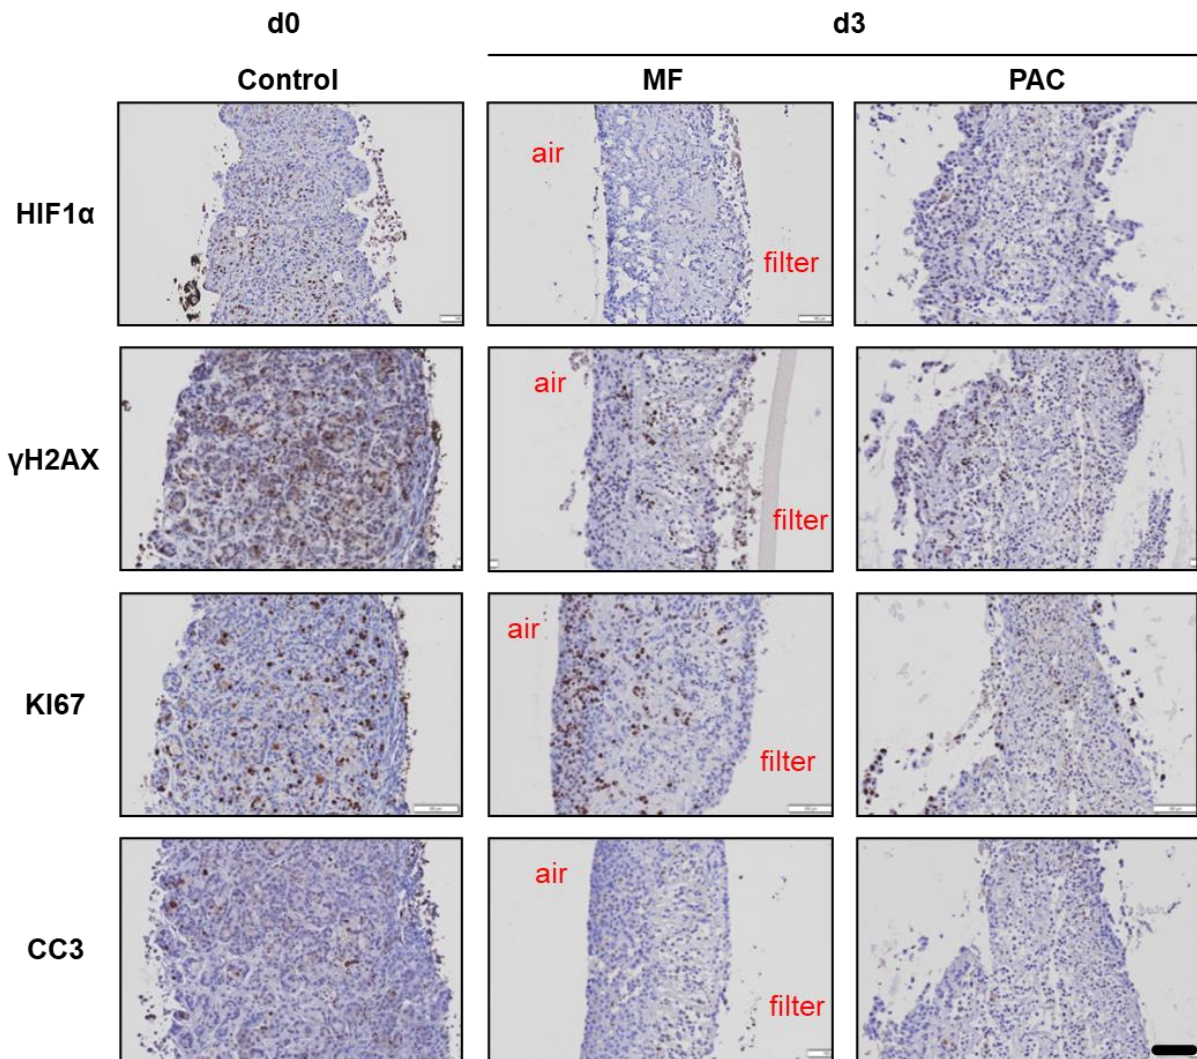 d0
d3
Control
MF
PAC
HIF1α
air
filter
γH2AX
air
filter
KI67
air
filter
CC3
air
filter